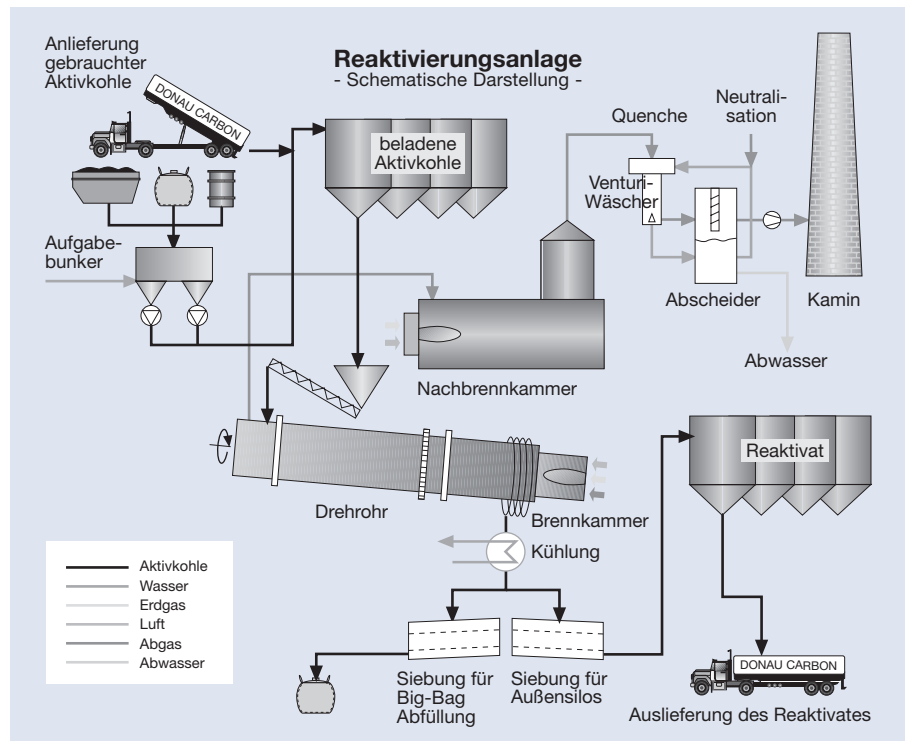 Anlieferung
gebrauchter
Aktivkohle
Reaktivierungsanlage
- Schematische Darstellung -
DONAU CARBON
beladene
Aktivkohle
Quenche
Neutrali-
sation
Venturi-
Wäscher
Aufgabe-
bunker
Abscheider
Kamin
Abwasser
Nachbrennkammer
Drehrohr
Brennkammer
Kühlung
Reaktivat
Aktivkohle
Wasser
Erdgas
Luft
Abgas
Abwasser
Siebung für
Big-Bag
Abfüllung
Siebung für
Außensilos
DONAU CARBON
Auslieferung des Reaktivates